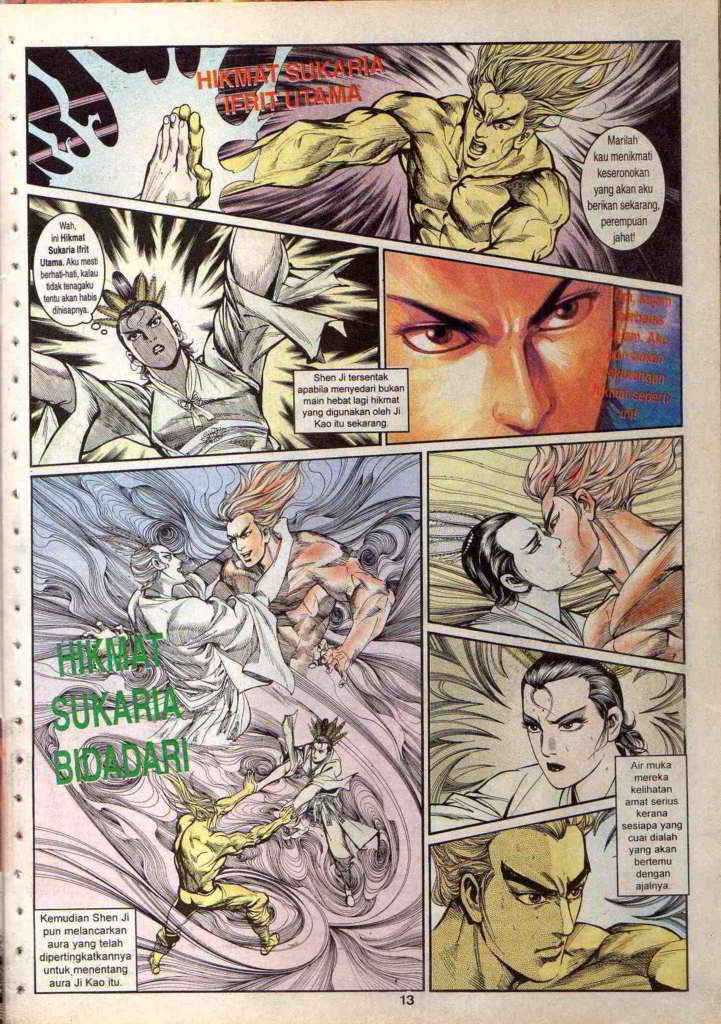 HIKMAT SUKARIA
IFRIT UTAMA
Marilah
kau menikmati
keseronokan
yang akan aku
berikan sekarang,
perempuan
jahat!
Wah,
ini Hikmat
Sukaria Ifrit
Utama. Aku mesti
berhati-hati, kalau
tidak tenagaku
tentu akan habis
dihisapnya.
Shen Ji tersentak
apabila menyedari bukan
main hebat lagi hikmat
yang digunakan oleh Ji
Kao itu sekarang.
seperti
ini!
HIKMAT
SUKARIA
BIDADARI
Kemudian Shen Ji
pun melancarkan
aura yang telah
dipertingkatkannya
untuk menentang
aura Ji Kao itu.
Air muka
mereka
kelihatan
amat serius
kerana
sesiapa yang
cuai dialah
yang akan
bertemu
dengan
ajalnya.
13